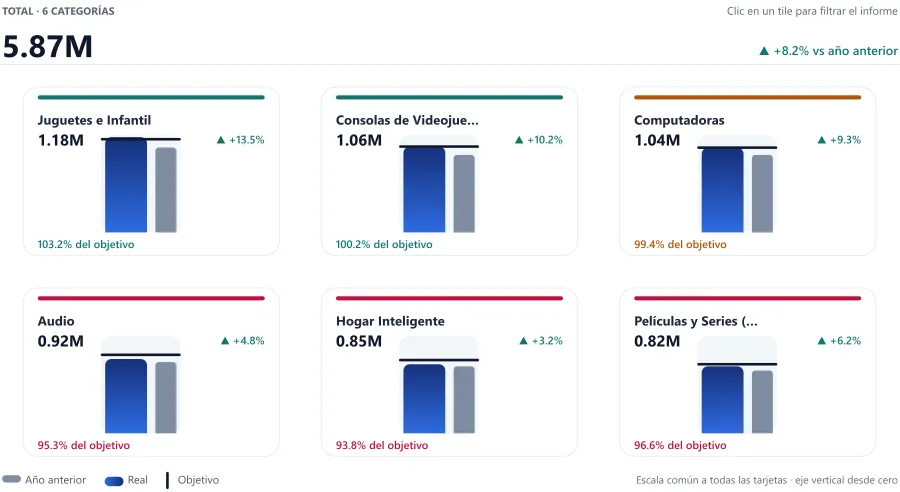 TOTAL · 6 CATEGORÍAS
Clic en un tile para filtrar el informe
5.87M
▲ +8.2% vs año anterior
Juguetes e Infantil
1.18M
▲ +13.5%
103.2% del objetivo
Consolas de Videojue...
1.06M
▲ +10.2%
100.2% del objetivo
Computadoras
1.04M
▲ +9.3%
99.4% del objetivo
Audio
0.92M
▲ +4.8%
95.3% del objetivo
Hogar Inteligente
0.85M
▲ +3.2%
93.8% del objetivo
Películas y Series (...
0.82M
▲ +6.2%
96.6% del objetivo
Año anterior
Real
Objetivo
Escala común a todas las tarjetas · eje vertical desde cero